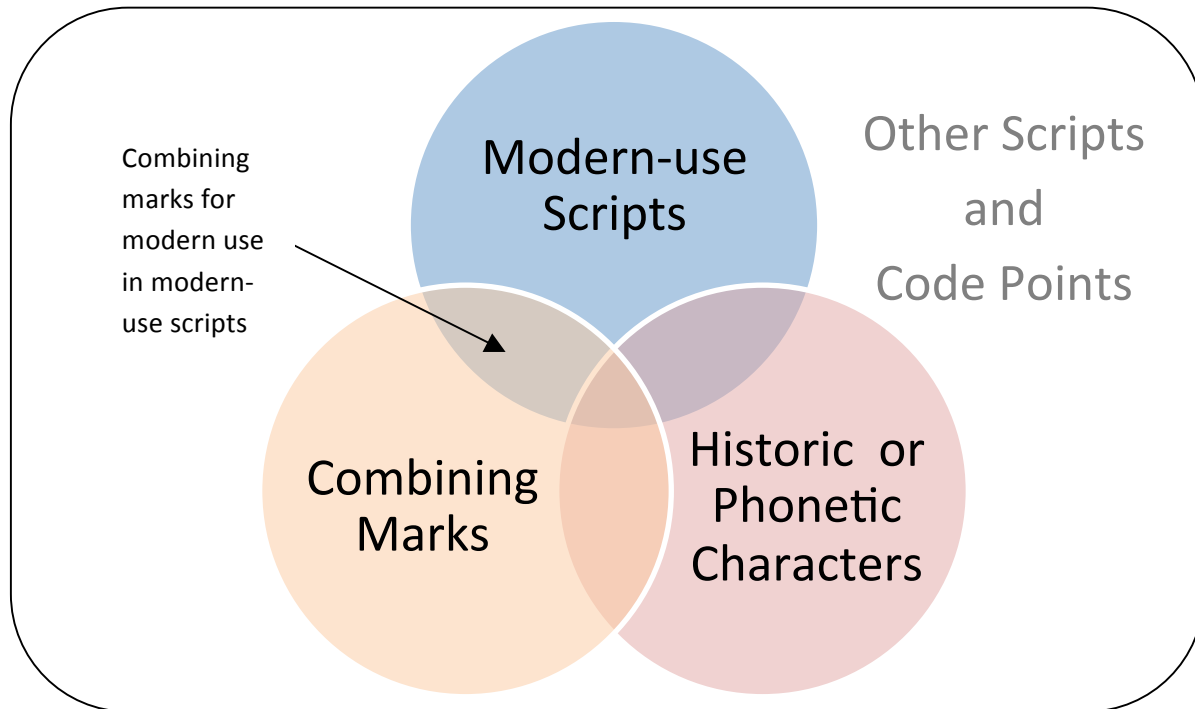 Combining
marks for
modern use
in modern-
use scripts
Modern-use
Scripts
Other Scripts
and
Code Points
Combining
Marks
Historic or
Phonetic
Characters